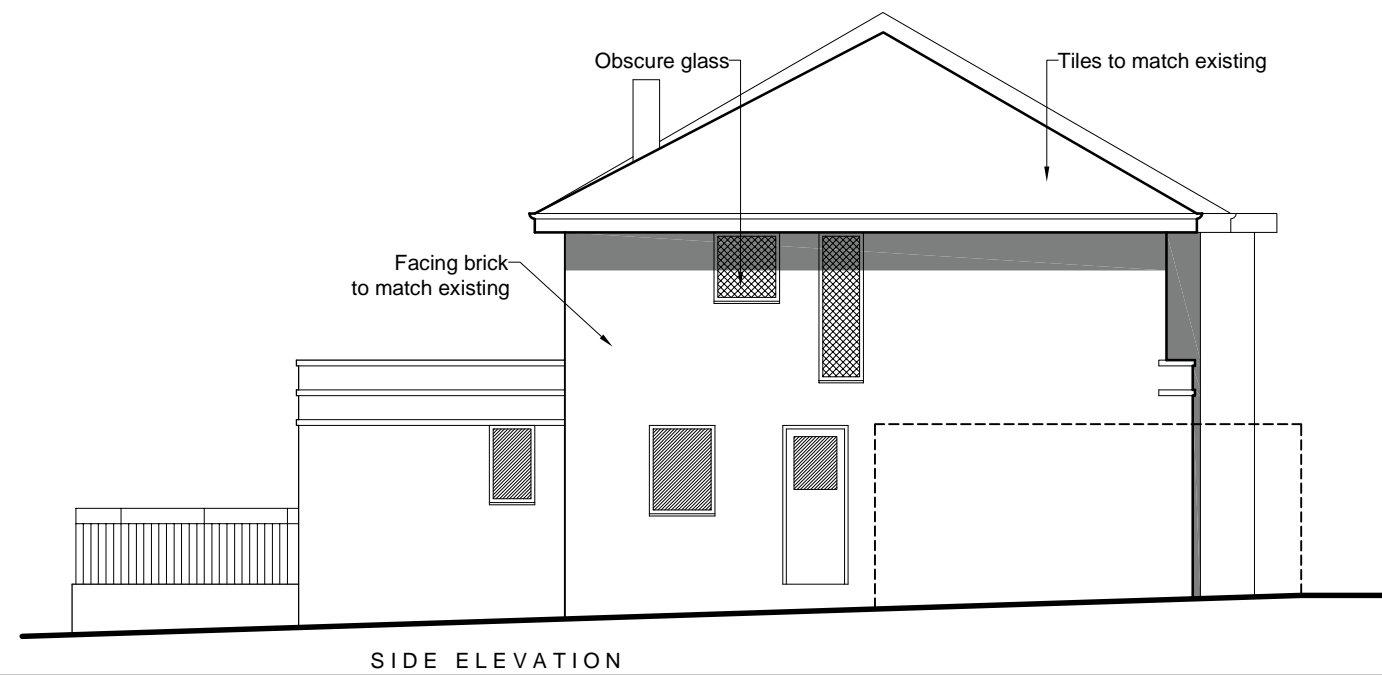 Obscure glass
Tiles to match existing
Facing brick
to match existing
SIDE ELEVATION